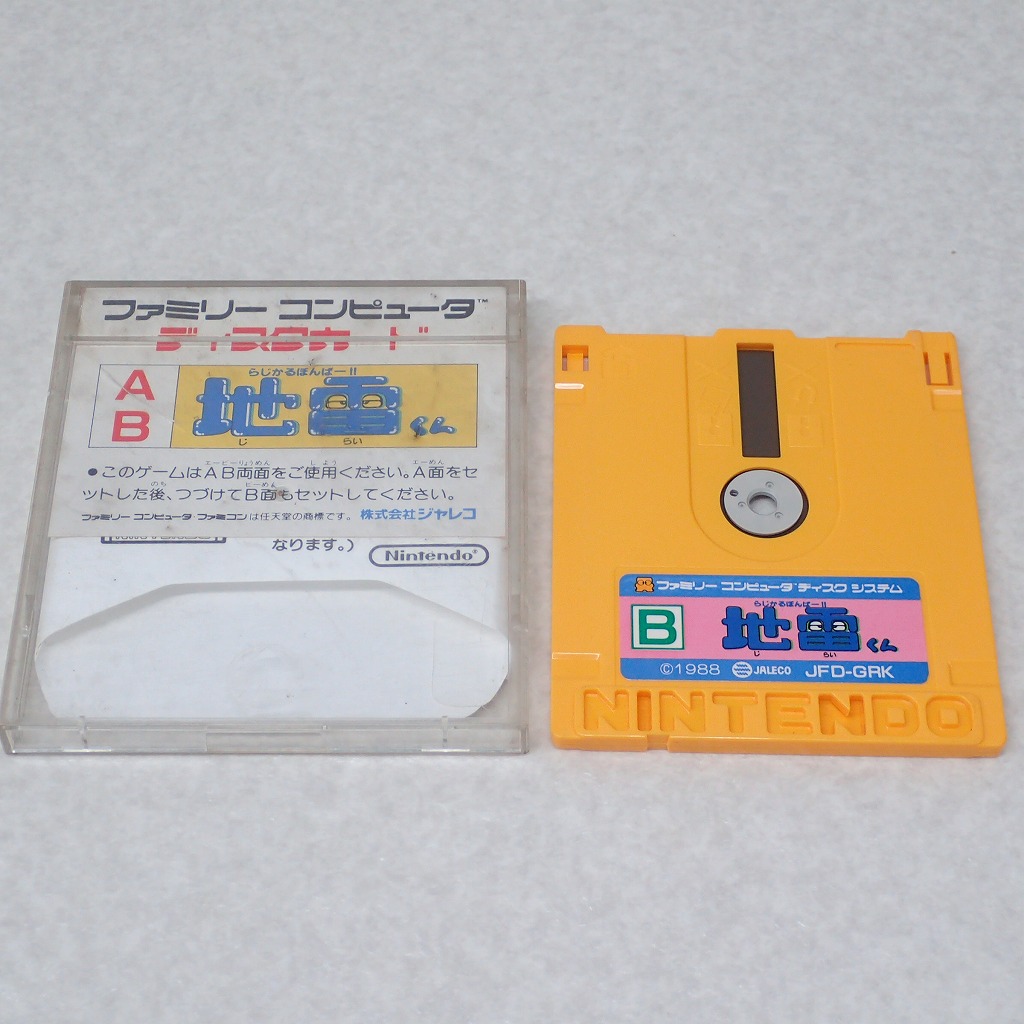 ファミリー コンピュータ™
ディスクカード
A
B
らじかるぼんばー!!
地雷くん
じ らい
エービーりょうめん しよう エーめん
●このゲームはAB両面をご使用ください。A面をセ
のち ビーめん
ットした後、つづけてB面もセットしてください。
ファミリー コンピュータ・ファミコンは任天堂の商標です。 株式会社ジャレコ
なります。)
Nintendo®
ファミリー コンピュータ™ ディスク システム
B
らじかるぼんばー!!
地雷くん
じ らい
©1988 JALECO JFD-GRK
NINTENDO